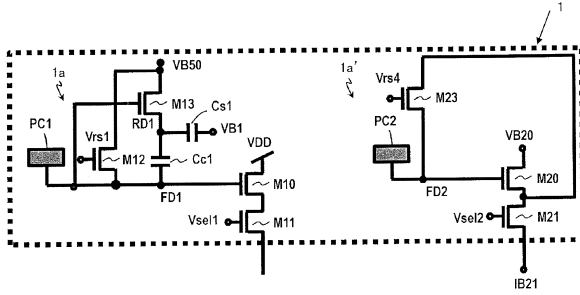 1
1a
VB50
1a'
M13
Vrs4
M23
PC1
RD1
Cs1
VB1
PC2
Vrs1
VDD
VB20
M12
Cc1
M10
FD2
M20
FD1
Vsel1
M11
Vsel2
M21
IB21